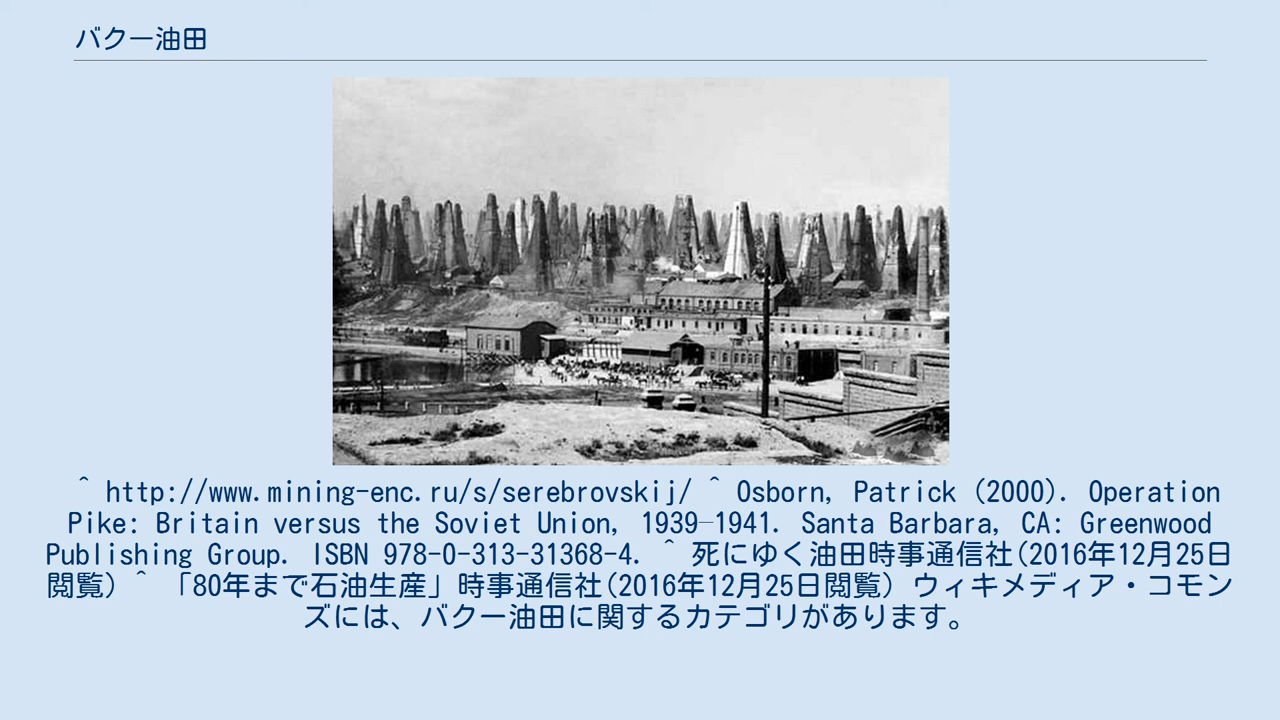 バクー油田
^ http://www.mining-enc.ru/s/serebrovskij/ ^ Osborn, Patrick (2000). Operation
Pike: Britain versus the Soviet Union, 1939–1941. Santa Barbara, CA: Greenwood
Publishing Group. ISBN 978-0-313-31368-4. ^ 死にゆく油田時事通信社(2016年12月25日
閲覧) ^ 「80年まで石油生産」時事通信社(2016年12月25日閲覧) ウィキメディア・コモン
ズには、バクー油田に関するカテゴリがあります。